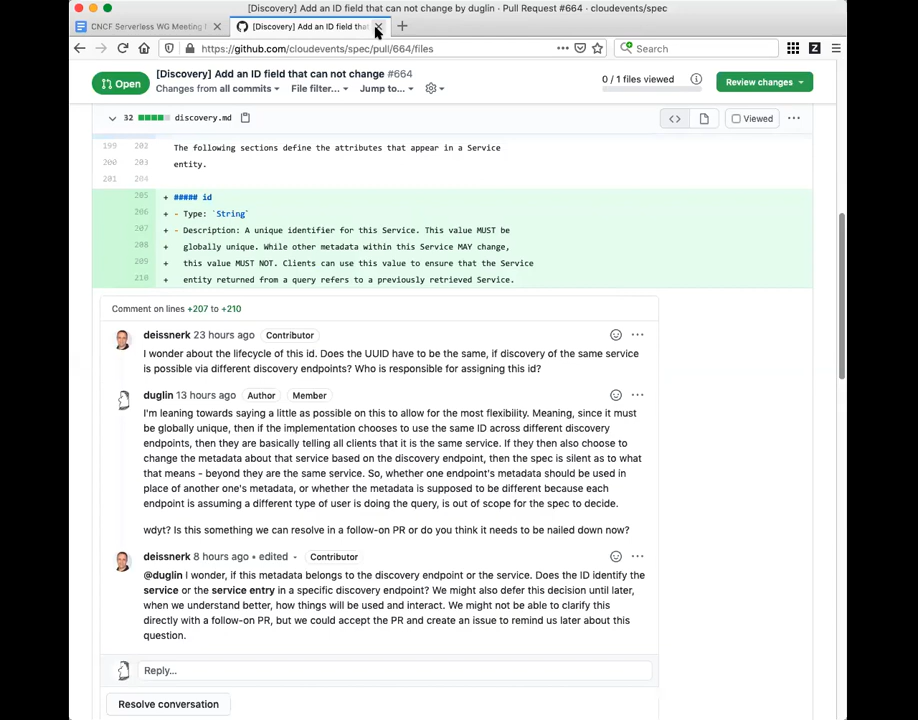 [Discovery] Add an ID field that can not change by duglin · Pull Request #664 · cloudevents/spec
CNCF Serverless WG Meeting
[Discovery] Add an ID field that
https://github.com/cloudevents/spec/pull/664/files
Search
Open
[Discovery] Add an ID field that can not change #664
Changes from all commits
File filter...
Jump to...
0 / 1 files viewed
Review changes
32
discovery.md
Viewed
199 202 The following sections define the attributes that appear in a Service
200 203 entity.
201 204
205 + ##### id
206 + - Type: `String`
207 + - Description: A unique identifier for this Service. This value MUST be
208 + globally unique. While other metadata within this Service MAY change,
209 + this value MUST NOT. Clients can use this value to ensure that the Service
210 + entity returned from a query refers to a previously retrieved Service.
Comment on lines +207 to +210
deissnerk 23 hours ago Contributor
I wonder about the lifecycle of this id. Does the UUID have to be the same, if discovery of the same service
is possible via different discovery endpoints? Who is responsible for assigning this id?
duglin 13 hours ago Author Member
I'm leaning towards saying a little as possible on this to allow for the most flexibility. Meaning, since it must
be globally unique, then if the implementation chooses to use the same ID across different discovery
endpoints, then they are basically telling all clients that it is the same service. If they then also choose to
change the metadata about that service based on the discovery endpoint, then the spec is silent as to what
that means - beyond they are the same service. So, whether one endpoint's metadata should be used in
place of another one's metadata, or whether the metadata is supposed to be different because each
endpoint is assuming a different type of user is doing the query, is out of scope for the spec to decide.
wdyt? Is this something we can resolve in a follow-on PR or do you think it needs to be nailed down now?
deissnerk 8 hours ago • edited Contributor
@duglin I wonder, if this metadata belongs to the discovery endpoint or the service. Does the ID identify the
service or the service entry in a specific discovery endpoint? We might also defer this decision until later,
when we understand better, how things will be used and interact. We might not be able to clarify this
directly with a follow-on PR, but we could accept the PR and create an issue to remind us later about this
question.
Reply...
Resolve conversation